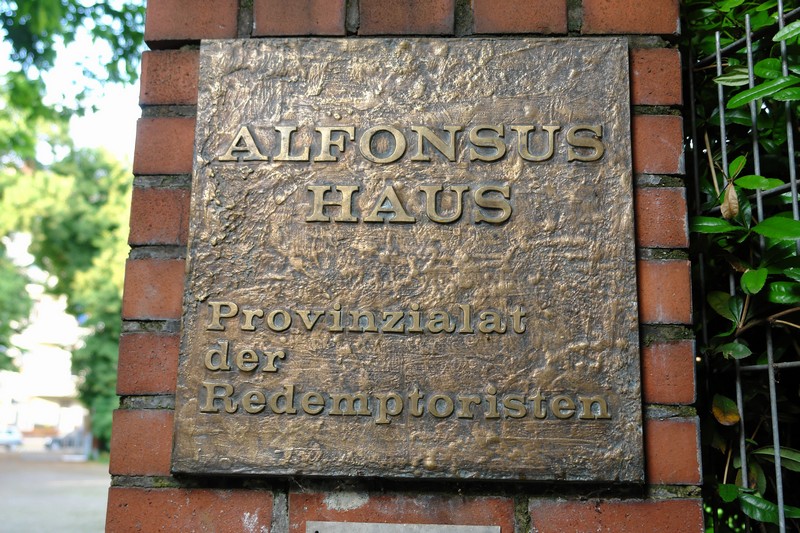 ALFONSUS
HAUS
Provinzialat
der
Redemptoristen